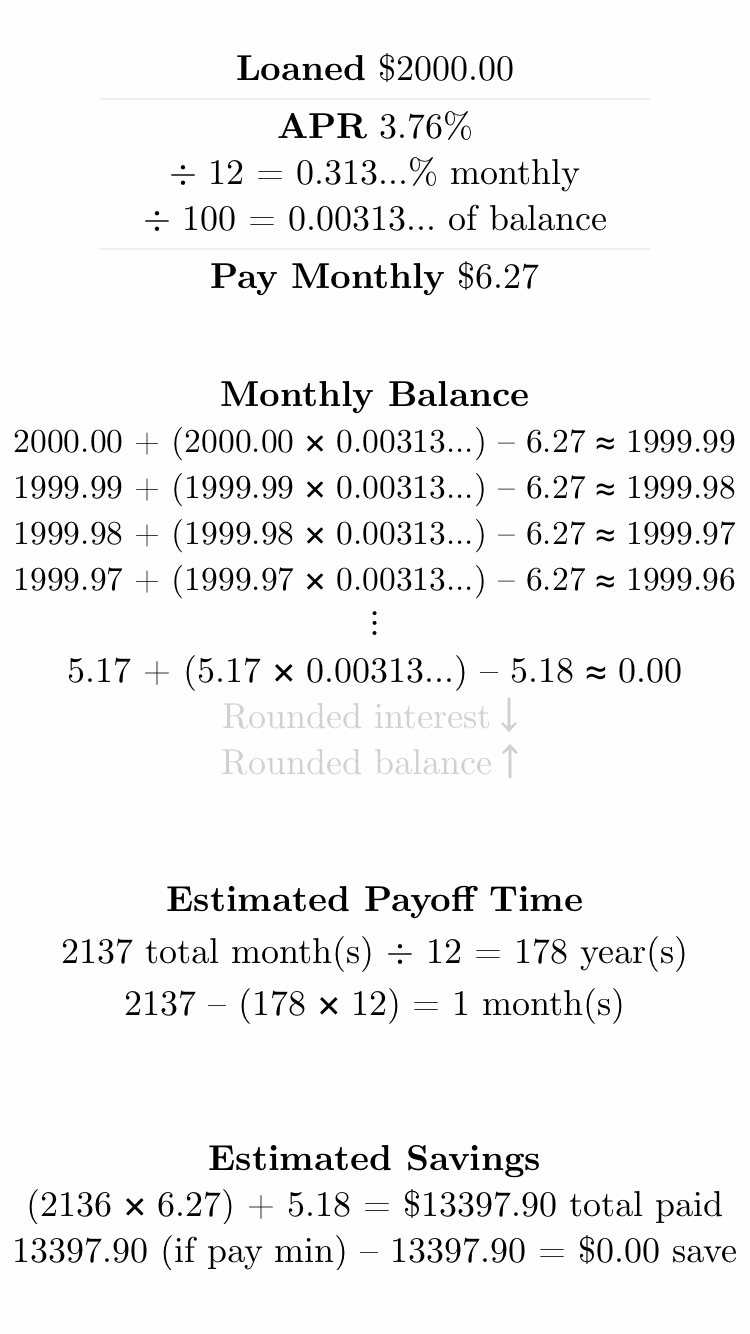 Loaned $2000.00
APR 3.76%
÷ 12 = 0.313...% monthly
÷ 100 = 0.00313... of balance
Pay Monthly $6.27
Monthly Balance
2000.00 + (2000.00 × 0.00313...) – 6.27 ≈ 1999.99
1999.99 + (1999.99 × 0.00313...) – 6.27 ≈ 1999.98
1999.98 + (1999.98 × 0.00313...) – 6.27 ≈ 1999.97
1999.97 + (1999.97 × 0.00313...) – 6.27 ≈ 1999.96
⋮
5.17 + (5.17 × 0.00313...) – 5.18 ≈ 0.00
Rounded interest ↓
Rounded balance ↑
Estimated Payoff Time
2137 total month(s) ÷ 12 = 178 year(s)
2137 – (178 × 12) = 1 month(s)
Estimated Savings
(2136 × 6.27) + 5.18 = $13397.90 total paid
13397.90 (if pay min) – 13397.90 = $0.00 save